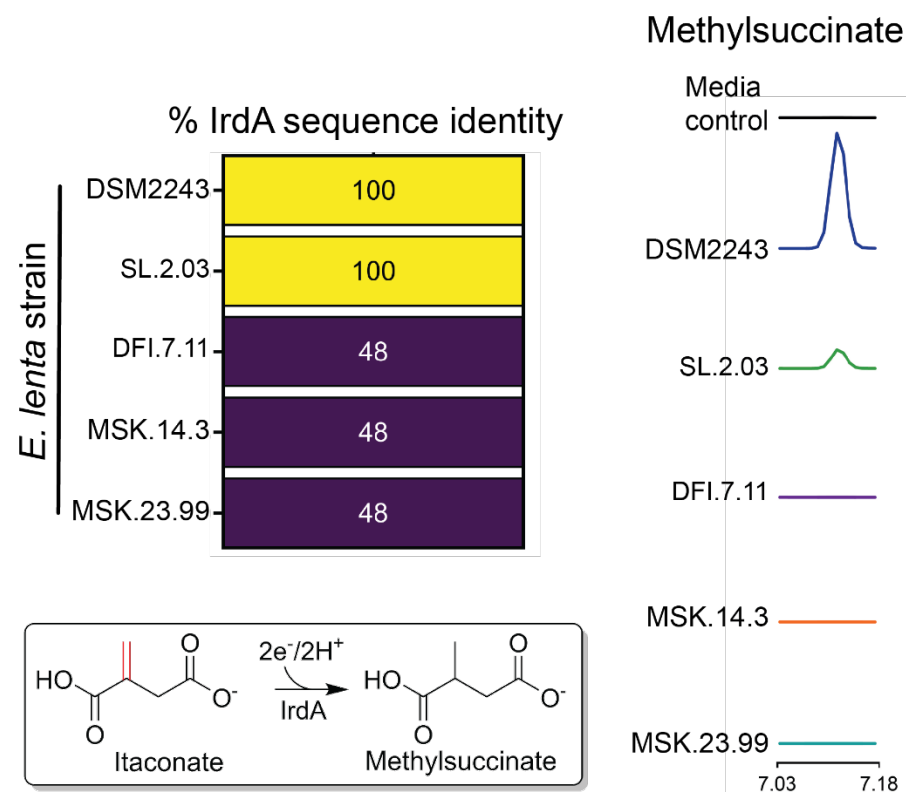 Methylsuccinate
Media
control
% IrdA sequence identity
E. lenta strain
DSM2243
100
SL.2.03
100
DFI.7.11
48
MSK.14.3
48
MSK.23.99
48
DSM2243
SL.2.03
DFI.7.11
MSK.14.3
MSK.23.99
7.03 7.18
HO
O
O
O-
Itaconate
2e-/2H+
IrdA
HO
O
O
O-
Methylsuccinate